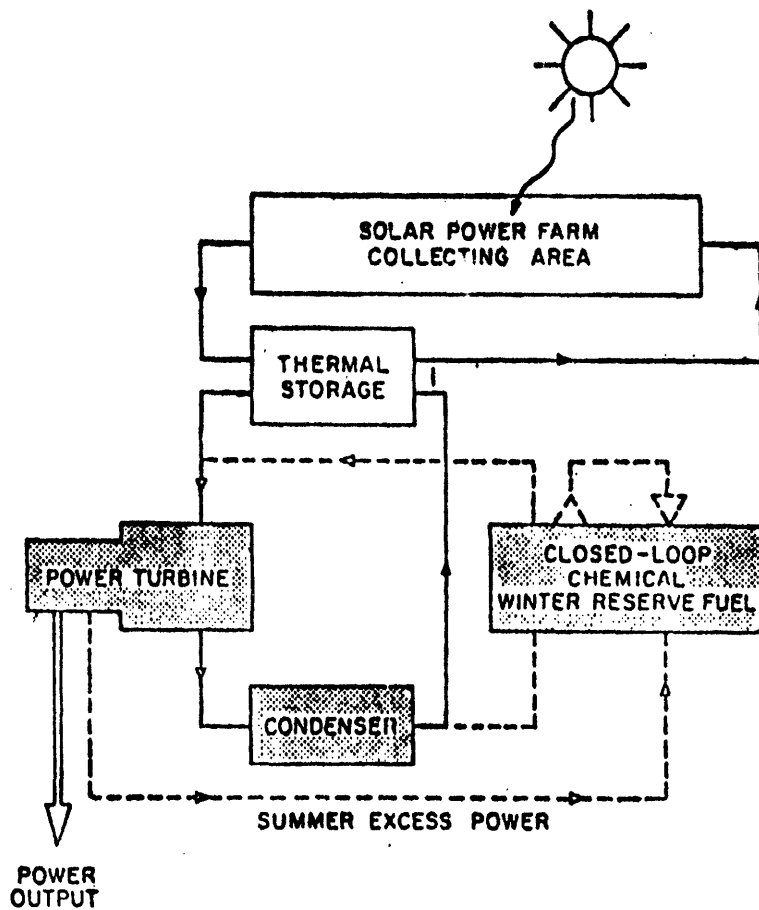 SOLAR POWER FARM
COLLECTING AREA
THERMAL
STORAGE
CLOSED-LOOP
CHEMICAL
WINTER RESERVE FUEL
POWER TURBINE
CONDENSER
SUMMER EXCESS POWER
POWER
OUTPUT